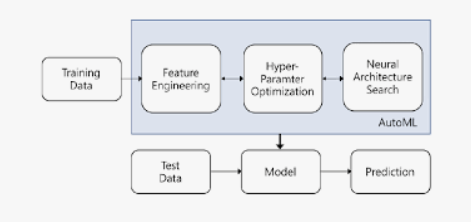 Training
Data
Feature
Engineering
Hyper-
Paramter
Optimization
Neural
Architecture
Search
AutoML
Test
Data
Model
Prediction